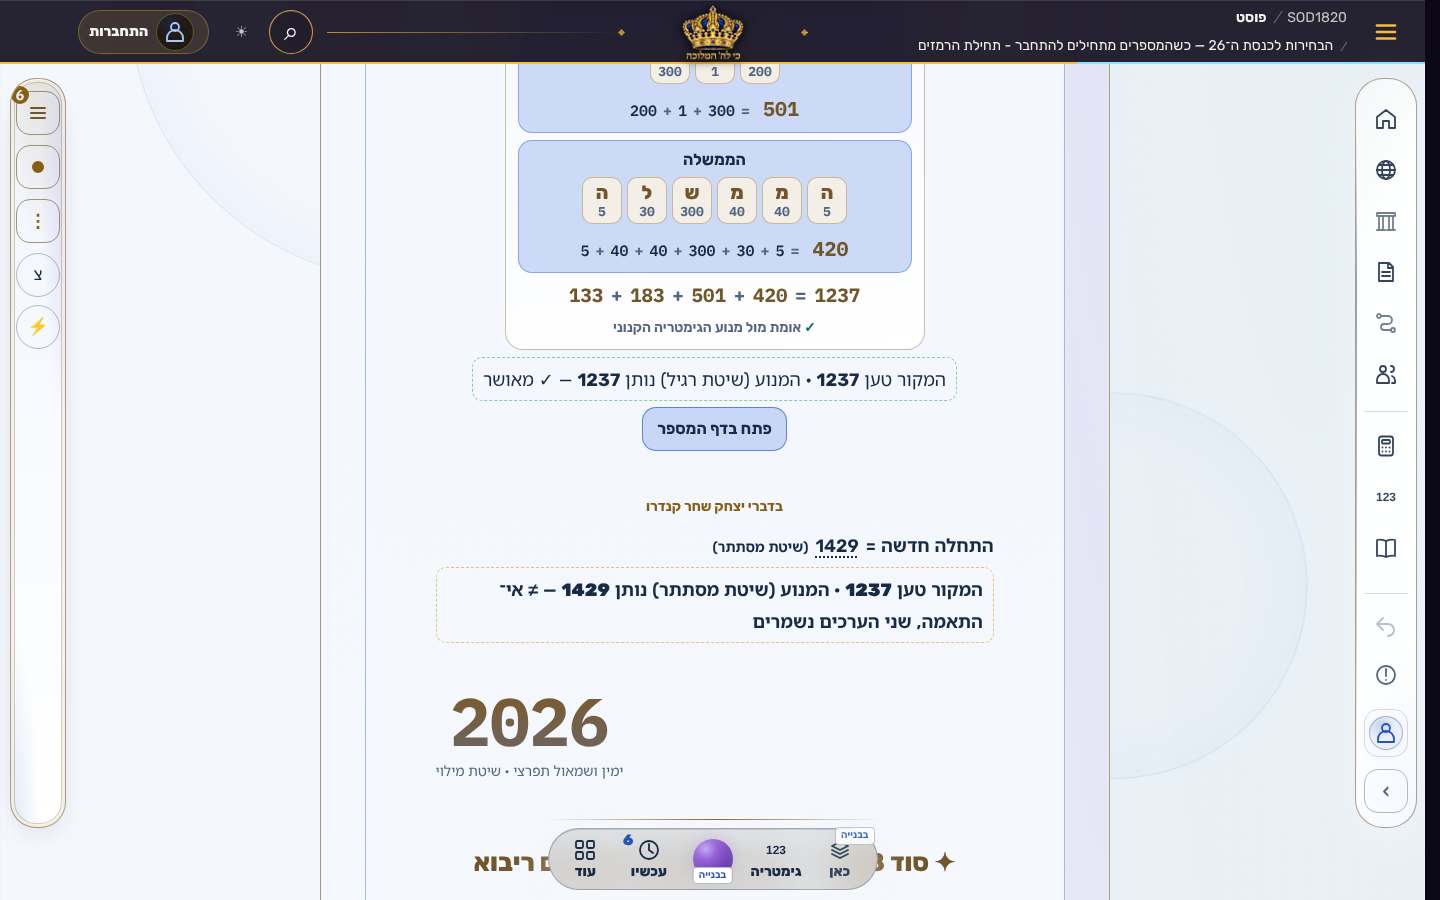 SOD1820 / פוסט
/ הבחירות לכנסת ה־26 – כשהמספרים מתחילים להתחבר - תחילת הרמזים
כי לה' המלוכה
התחברות
300 1 200
200 + 1 + 300 = 501
הממשלה
ה מ מ ש ל ה
5 40 40 300 30 5
5 + 40 + 40 + 300 + 30 + 5 = 420
133 + 183 + 501 + 420 = 1237
✓ אומת מול מנוע הגימטריה הקנוני
המקור טען 1237 • המנוע (שיטת רגיל) נותן 1237 – ✓ מאושר
פתח בדף המספר
בדברי יצחק שחר קנדרו
התחלה חדשה = 1429 (שיטת מסתתר)
המקור טען 1237 • המנוע (שיטת מסתתר) נותן 1429 – ≠ אי־
התאמה, שני הערכים נשמרים
2026
ימין ושמאול תפרצי • שיטת מילוי
✦ סוד
ריבוא
בבנייה
כאן
123
גימטריה
בבנייה
6
עכשיו
עוד
123
6
צ